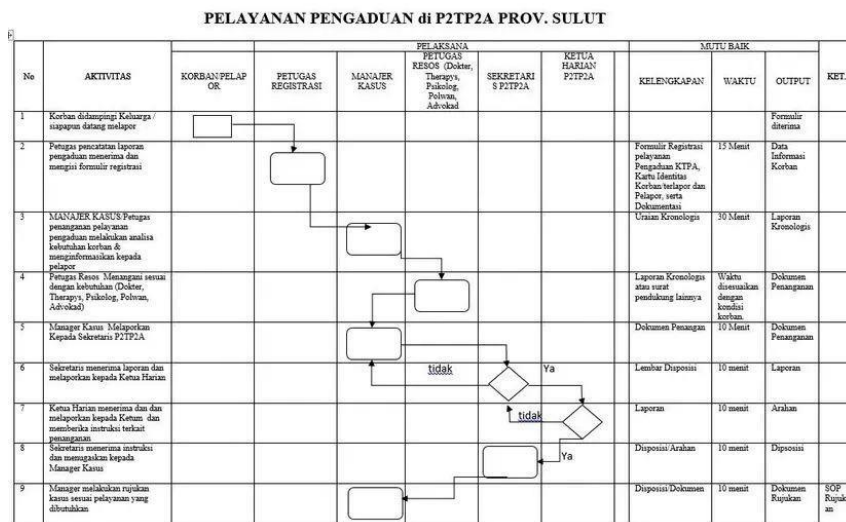 PELAYANAN PENGADUAN di P2TP2A PROV. SULUT
No
AKTIVITAS
PELAKSANA
MUTU BAIK
KET.
KORBAN/PELAP
OR
PETUGAS
REGISTRASI
MANAJER
KASUS
PETUGAS
RESOS (Dokter,
Therapys,
Psikolog,
Polwan,
Advokad
SEKRETARI
S P2TP2A
KETUA
HARIAN
P2TP2A
KELENGKAPAN
WAKTU
OUTPUT
1
Korban didampingi Keluarga /
siapapun datang melapor
Formulir
diterima
2
Petugas pencatatan laporan
pengaduan menerima dan
mengisi formulir registrasi
Formulir Registrasi
pelayanan
Pengaduan KTPA,
Kartu Identitas
Korban/terlapor dan
Pelapor, serta
Dokumentasi
15 Menit
Data
Informasi
Korban
3
MANAJER KASUS/Petugas
penanganan pelayanan
pengaduan melakukan analisa
kebutuhan korban &
menginformasikan kepada
pelapor
Uraian Kronologis
30 Menit
Laporan
Kronologis
4
Petugas Resos Menangani sesuai
dengan kebutuhan (Dokter,
Therapys, Psikolog, Polwan,
Advokad)
Laporan Kronologis
atau surat
pendukung lainnya
Waktu
disesuaikan
dengan
kondisi
korban.
Dokumen
Penanganan
5
Manager Kasus Melaporkan
Kepada Sekretaris P2TP2A
Dokumen Penangan
10 Menit
Dokumen
Penanganan
6
Sekretaris menerima laporan dan
melaporkan kepada Ketua Harian
tidak
Ya
Lembar Disposisi
10 menit
Laporan
7
Ketua Harian menerima dan dan
melaporkan kepada Ketum dan
memberika instruksi terkait
penanganan
tidak
Laporan
10 menit
Arahan
8
Sekretaris menerima instruksi
dan menugaskan kepada
Manager Kasus
Ya
Disposisi/Arahan
10 menit
Dipsosisi
9
Manager melakukan rujukan
kasus sesuai pelayanan yang
dibutuhkan
Disposisi/Dokumen
10 menit
Dokumen
Rujukan
SOP
Rujuk
an